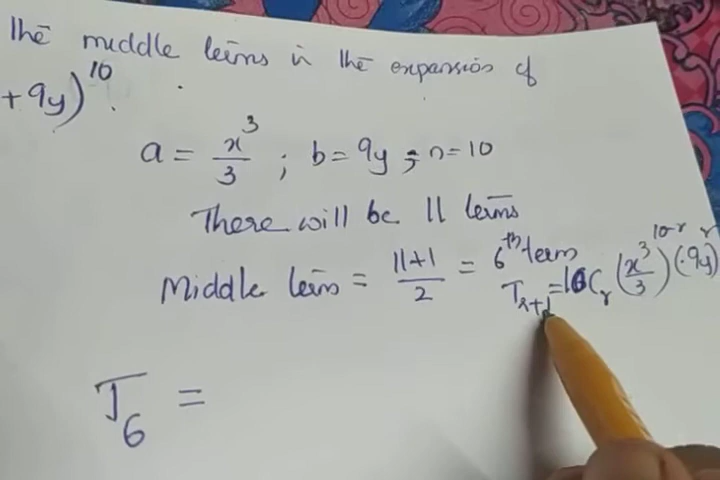 The middle terms in the expansion of
+ 9y)^10.
a = x^3/3 ; b = 9y ; n = 10
There will be 11 terms
Middle term = 11+1/2 = 6th term
T_r+1 = 10C_r (x^3/3)^10-r (9y)^r
T_6 =